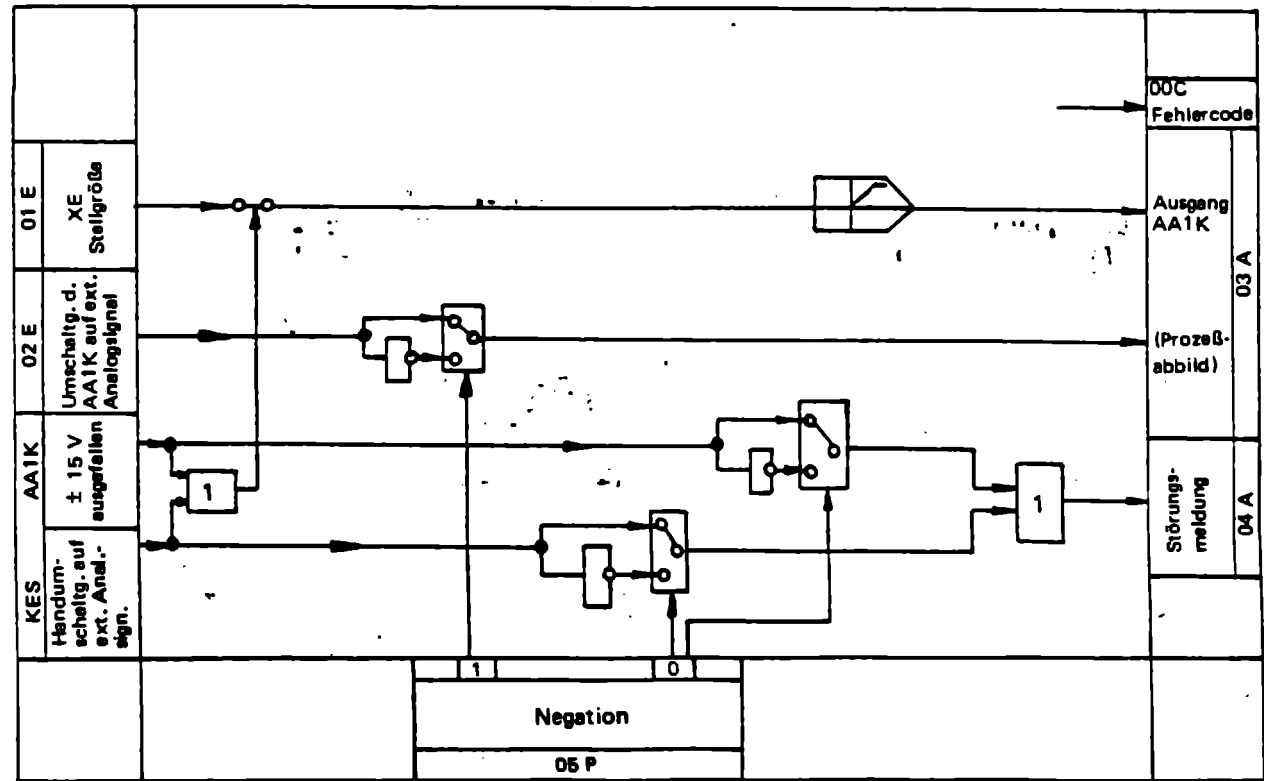 00C
Fehlercode
01 E
XE
Stellgröße
Ausgang
AA1K
03 A
02 E
Umschaltg. d.
AA1K auf ext.
Analogsignal
(Prozeß-
abbild)
AA1K
± 15 V
ausgefallen
1
1
Störungs-
meldung
04 A
KES
Handum-
schaltg. auf
ext. Anal.-
sign.
1
0
Negation
05 P